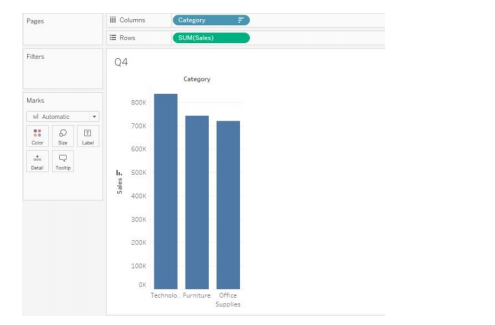 Pages
Columns
Category
Rows
SUM(Sales)
Filters
Q4
Category
Marks
Automatic
Color
Size
Label
Detail
Tooltip
800K
700K
600K
500K
400K
300K
200K
100K
0K
Sales
Technolo..
Furniture
Office
Supplies